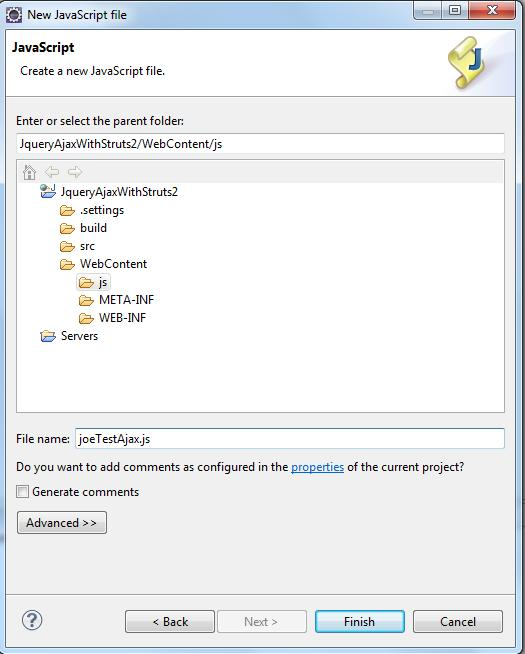 New JavaScript file
JavaScript
Create a new JavaScript file.
Enter or select the parent folder:
JqueryAjaxWithStruts2/WebContent/js
JqueryAjaxWithStruts2
.settings
build
src
WebContent
js
META-INF
WEB-INF
Servers
File name: joeTestAjax.js
Do you want to add comments as configured in the properties of the current project?
Generate comments
Advanced >>
? < Back Next > Finish Cancel